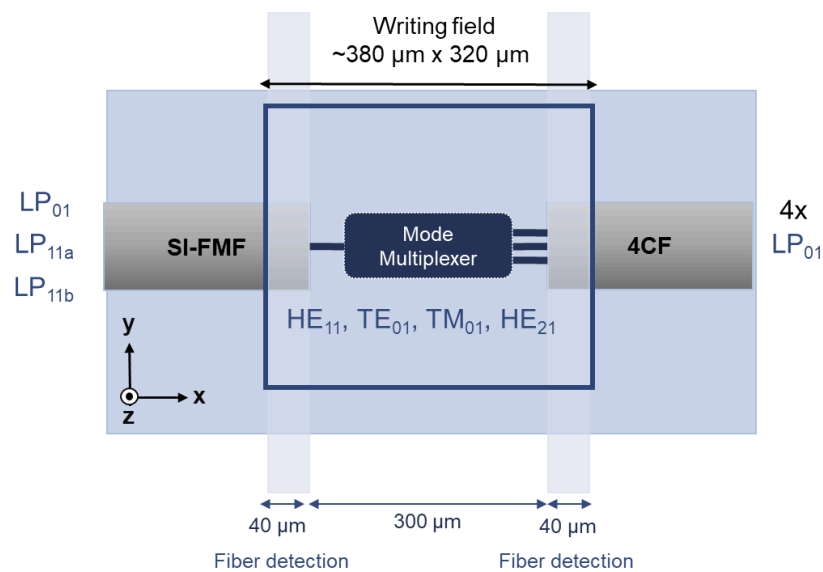 Writing field
~380 µm x 320 µm
LP₀₁
LP₁₁ₐ
LP₁₁b
SI-FMF
Mode
Multiplexer
4CF
4x
LP₀₁
HE₁₁, TE₀₁, TM₀₁, HE₂₁
y
x
z
40 µm
300 µm
40 µm
Fiber detection
Fiber detection